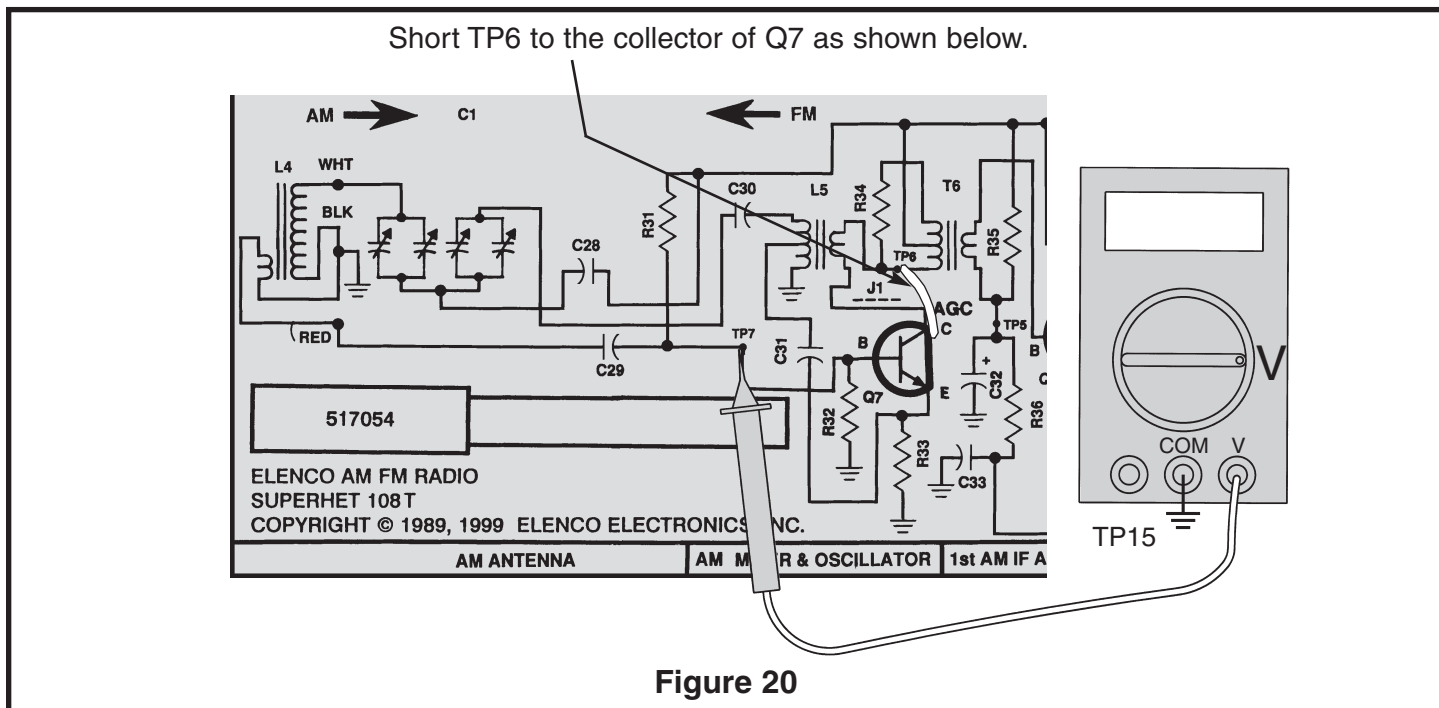 Short TP6 to the collector of Q7 as shown below.
AM
C1
FM
L4
WHT
BLK
C28
R31
C30
L5
R34
T6
R35
TP6
J1
AGC
TP5
(RED
C29
TP7
C31
B
C
E
Q7
R32
R33
+
C32
B
Q
R36
C33
517054
ELENCO AM FM RADIO
SUPERHET 108 T
COPYRIGHT © 1989, 1999 ELENCO ELECTRONICS INC.
AM ANTENNA
AM M ER & OSCILLATOR
1st AM IF A
V
COM
V
TP15
Figure 20